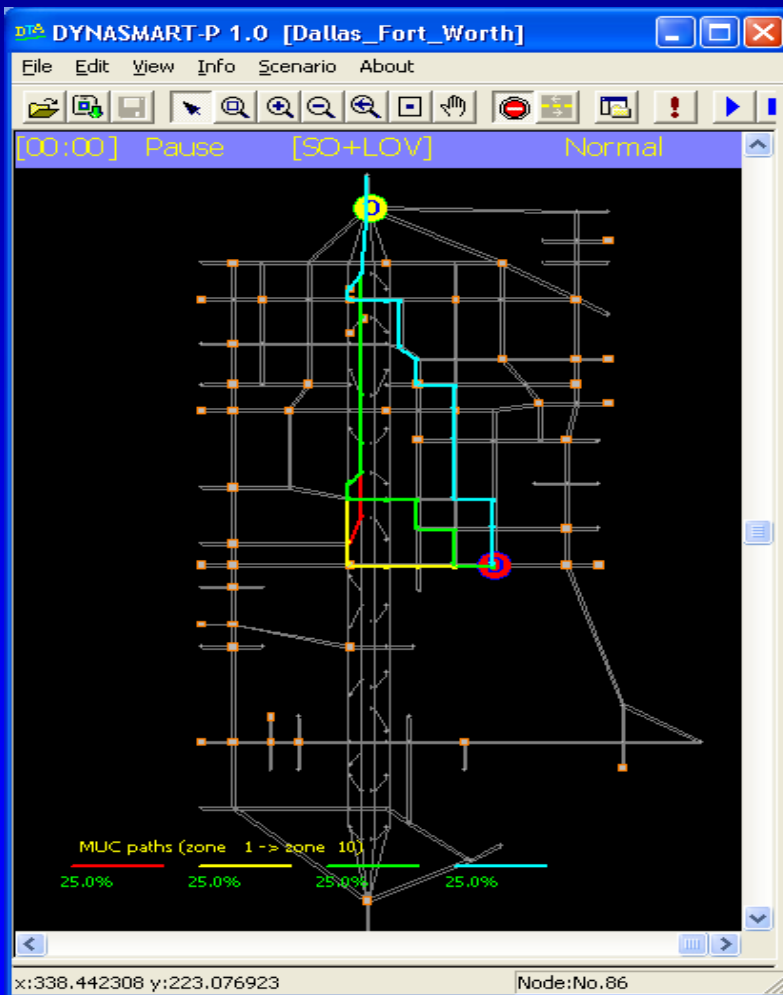 DTA DYNASMART-P 1.0 [Dallas_Fort_Worth]
File Edit View Info Scenario About
[00:00] Pause [SO+LOV] Normal
O
D
MUC paths (zone 1 -> zone 10)
25.0% 25.0% 25.0% 25.0%
x:338.442308 y:223.076923 Node:No.86